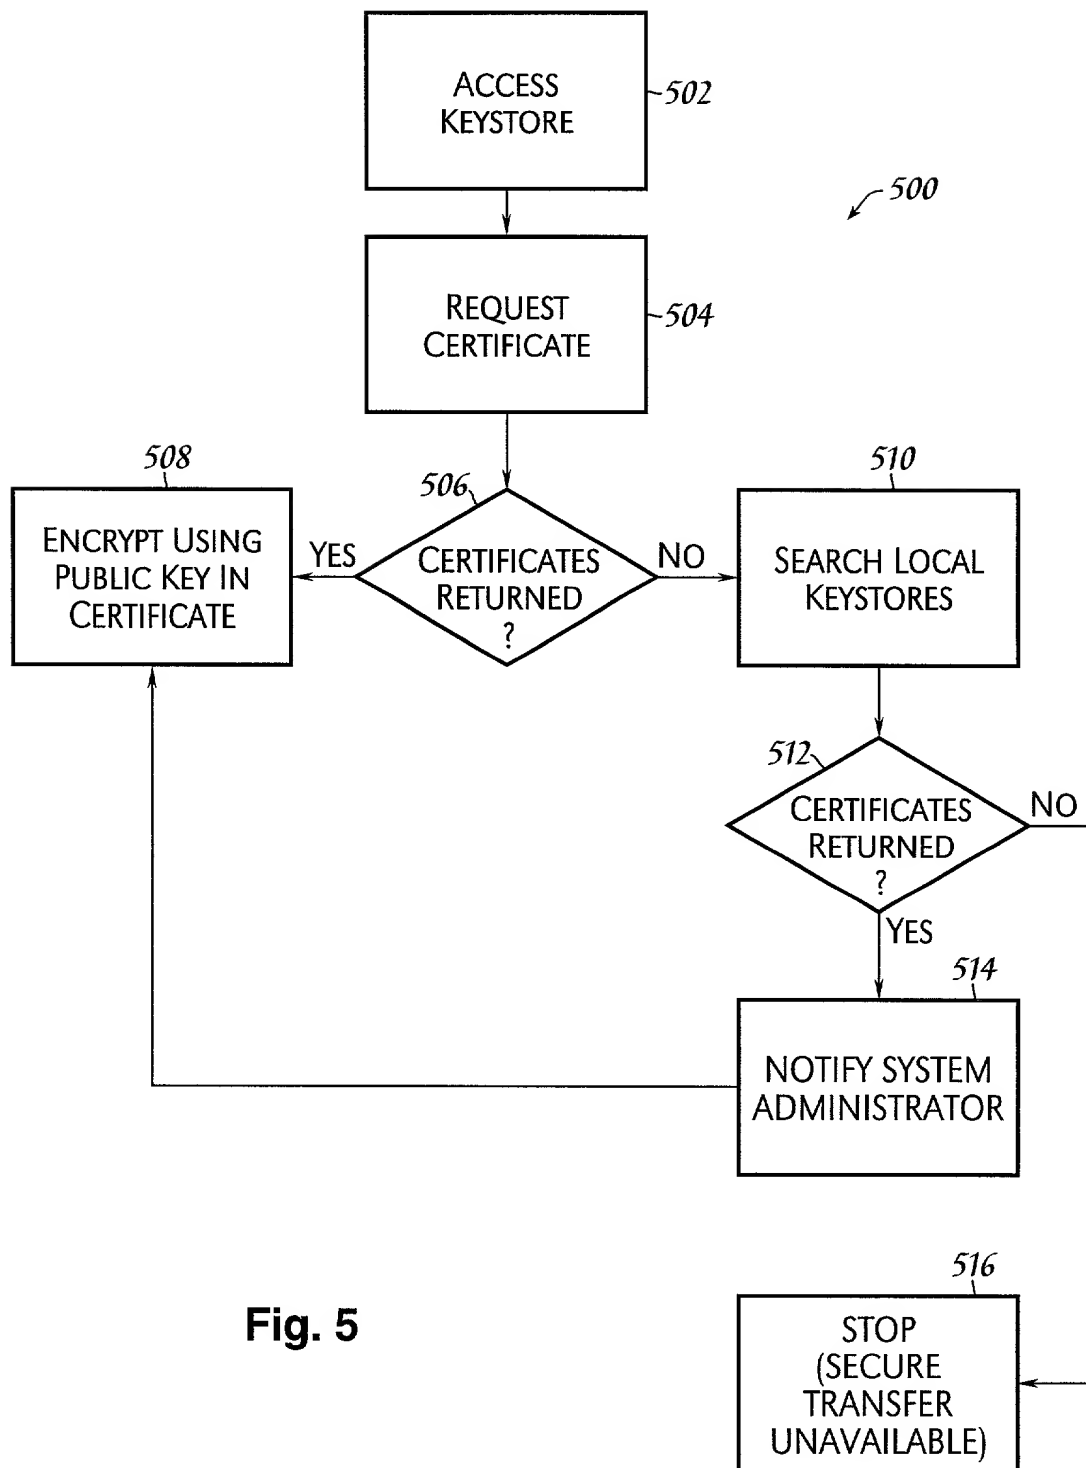 ACCESS
KEYSTORE
502
500
REQUEST
CERTIFICATE
504
508
ENCRYPT USING
PUBLIC KEY IN
CERTIFICATE
YES
506
CERTIFICATES
RETURNED
?
NO
510
SEARCH LOCAL
KEYSTORES
512
CERTIFICATES
RETURNED
?
NO
YES
514
NOTIFY SYSTEM
ADMINISTRATOR
516
STOP
(SECURE
TRANSFER
UNAVAILABLE)
Fig. 5